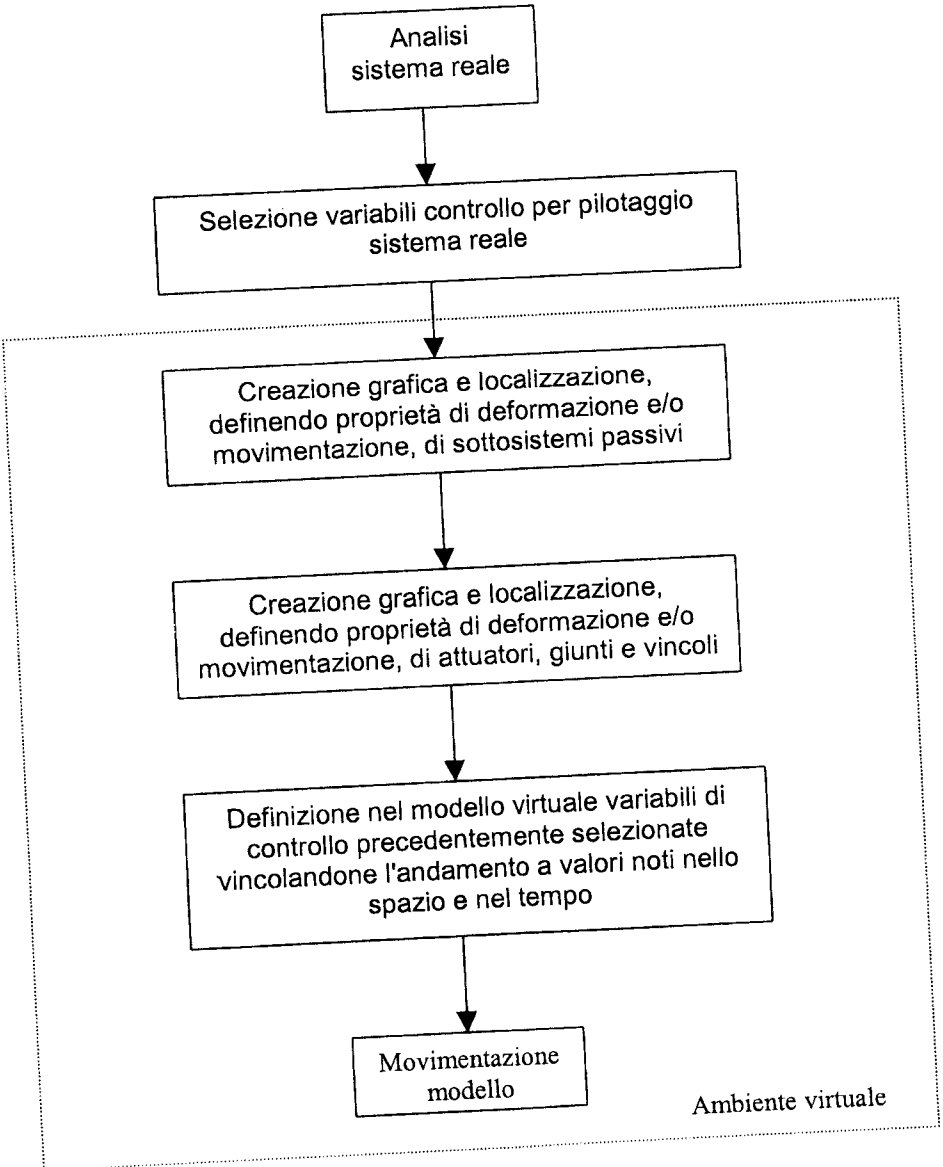 Analisi
sistema reale
Selezione variabili controllo per pilotaggio
sistema reale
Creazione grafica e localizzazione,
definendo proprietà di deformazione e/o
movimentazione, di sottosistemi passivi
Creazione grafica e localizzazione,
definendo proprietà di deformazione e/o
movimentazione, di attuatori, giunti e vincoli
Definizione nel modello virtuale variabili di
controllo precedentemente selezionate
vincolandone l'andamento a valori noti nello
spazio e nel tempo
Movimentazione
modello
Ambiente virtuale